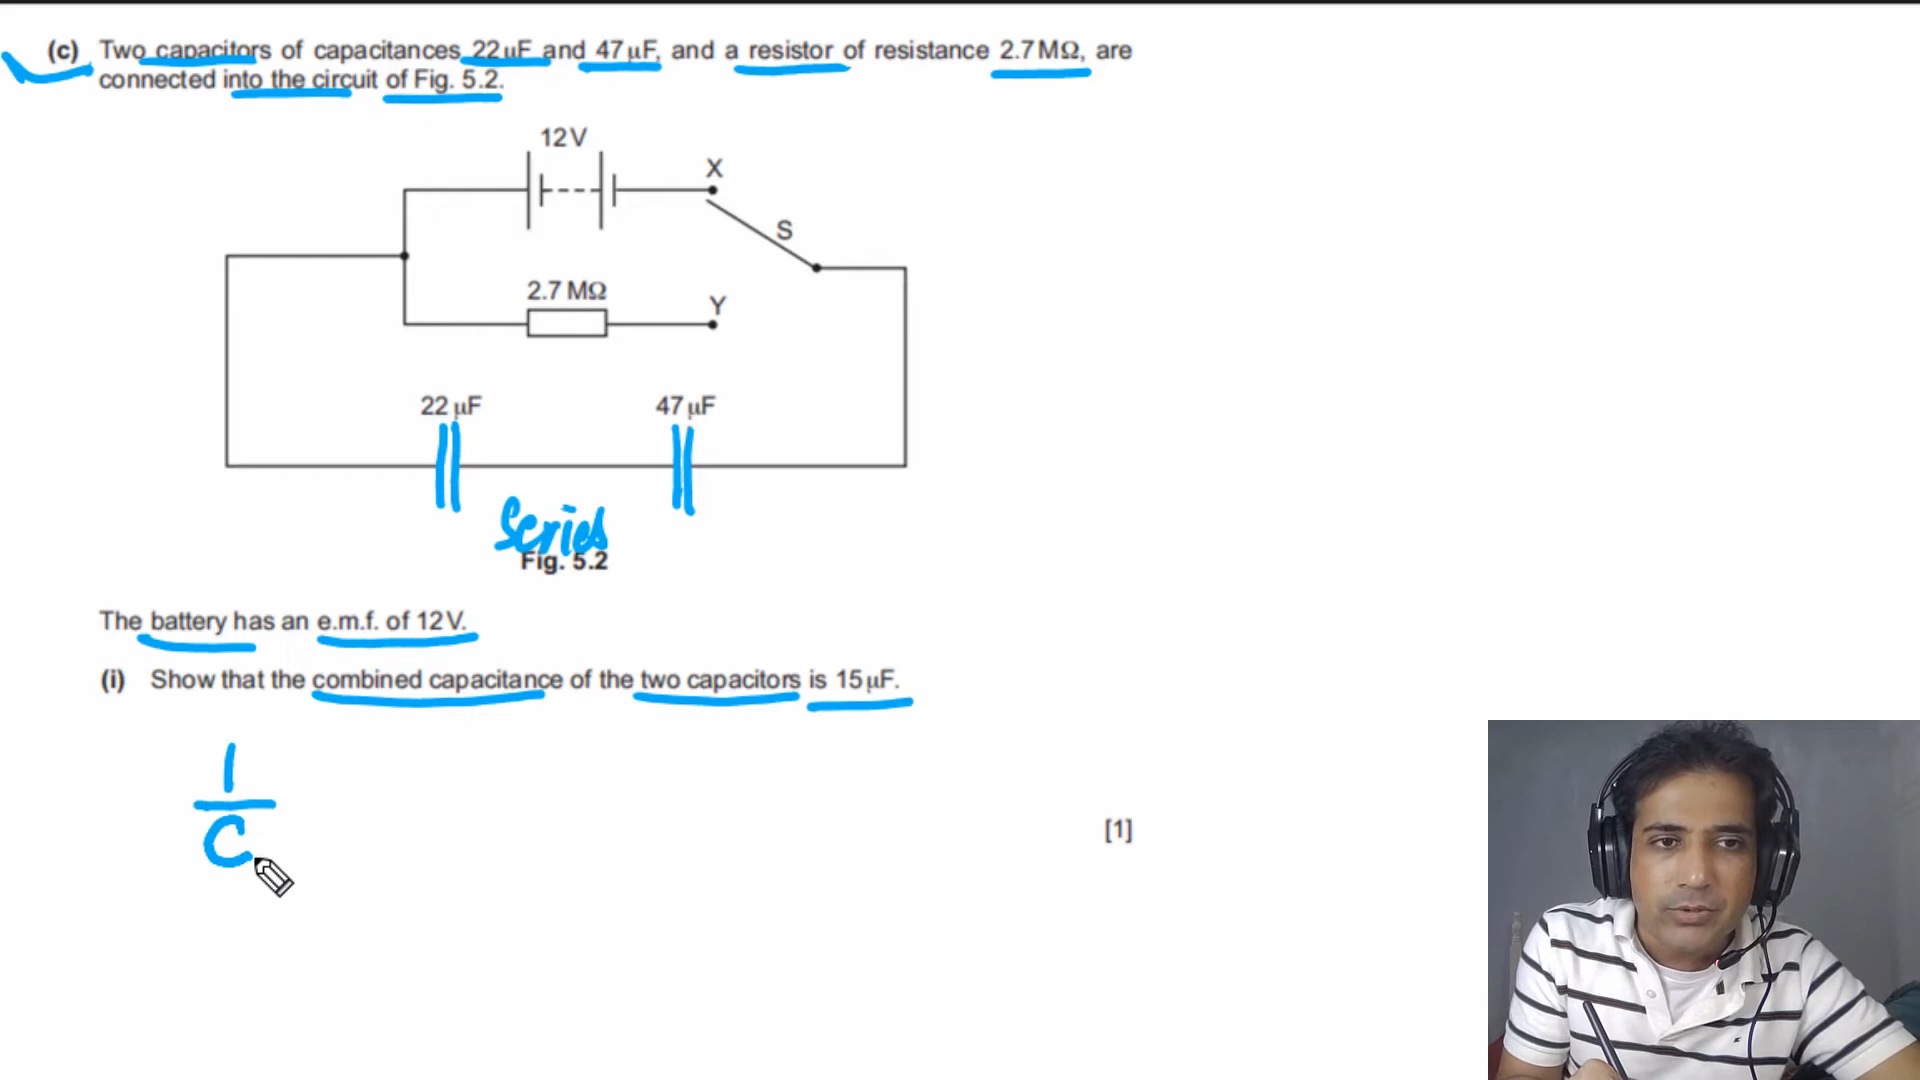 (c) Two capacitors of capacitances 22 μF and 47 μF, and a resistor of resistance 2.7 MΩ, are
connected into the circuit of Fig. 5.2.
12 V
X
S
2.7 MΩ
Y
22 μF
47 μF
Series
Fig. 5.2
The battery has an e.m.f. of 12 V.
(i) Show that the combined capacitance of the two capacitors is 15 μF.
1
C
[1]